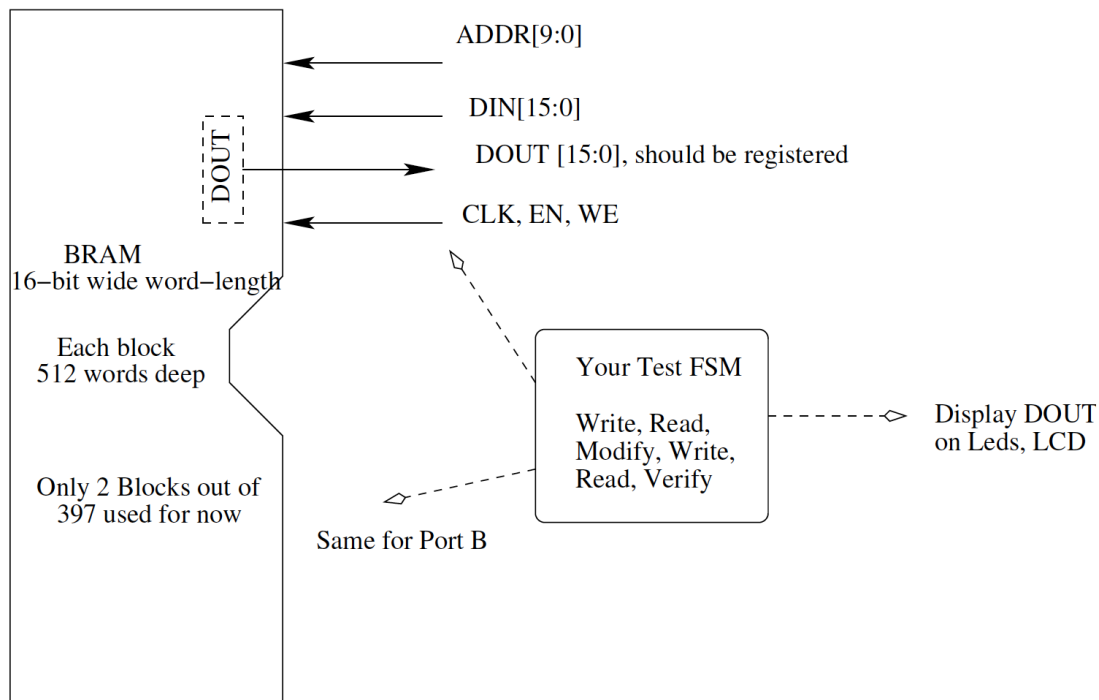 ADDR[9:0]
DIN[15:0]
DOUT
DOUT [15:0], should be registered
CLK, EN, WE
BRAM
16−bit wide word−length
Each block
512 words deep
Only 2 Blocks out of
397 used for now
Your Test FSM
Write, Read,
Modify, Write,
Read, Verify
Same for Port B
Display DOUT
on Leds, LCD